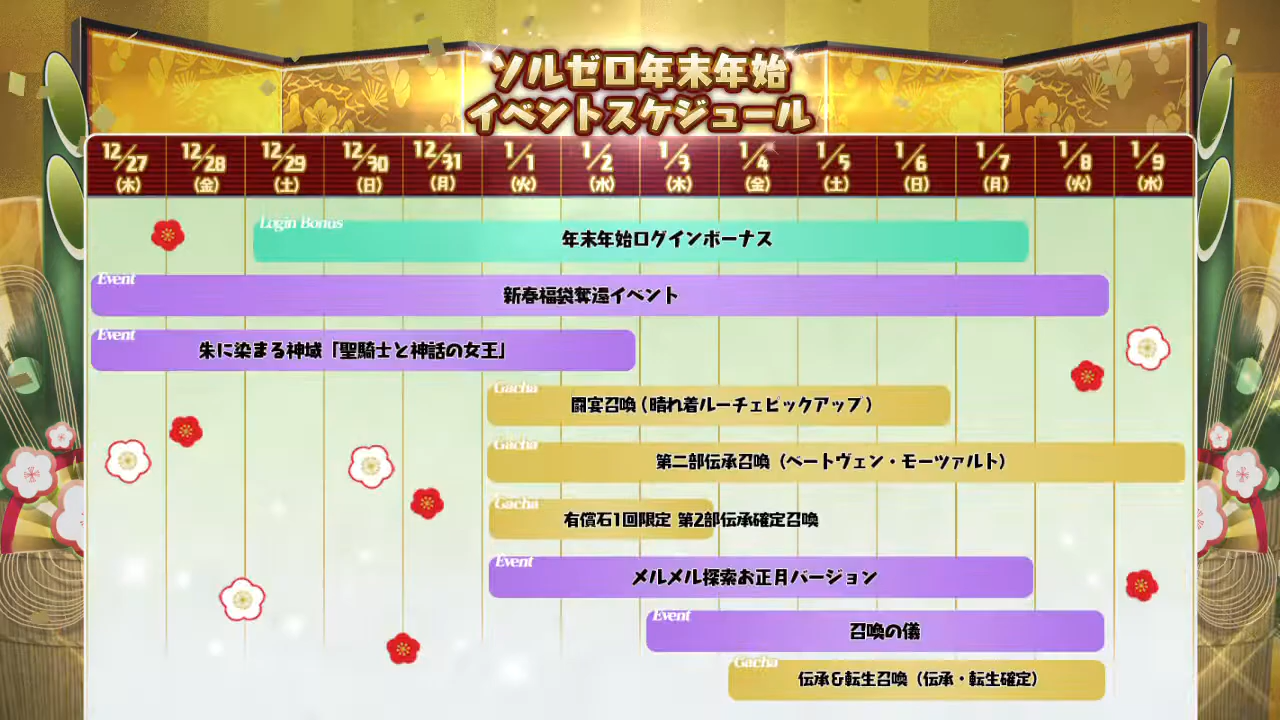 ソルゼロ年末年始
イベントスケジュール
12/27 12/28 12/29 12/30 12/31 1/1 1/2 1/3 1/4 1/5 1/6 1/7 1/8 1/9
(木) (金) (土) (日) (月) (火) (水) (木) (金) (土) (日) (月) (火) (水)
Login Bonus
年末年始ログインボーナス
Event
新春福袋奪還イベント
Event
朱に染まる神域「聖騎士と神話の女王」
Gacha
闘宴召喚(晴れ着ルーチェピックアップ)
Gacha
第二部伝承召喚(ベートヴェン・モーツァルト)
Gacha
有償石1回限定 第2部伝承確定召喚
Event
メルメル探索お正月バージョン
Event
召喚の儀
Gacha
伝承&転生召喚(伝承・転生確定)